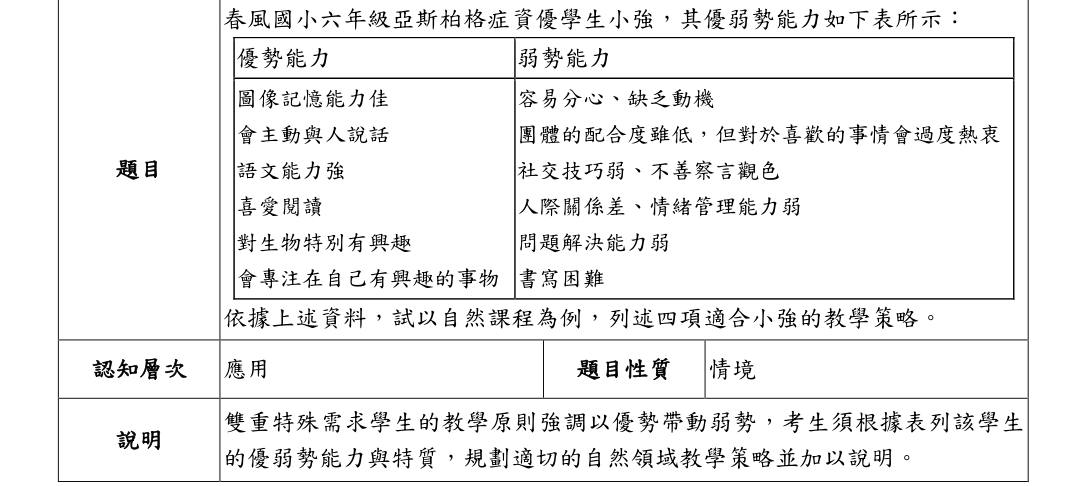 春風國小六年級亞斯柏格症資優學生小強，其優弱勢能力如下表所示：
優勢能力 弱勢能力
圖像記憶能力佳 容易分心、缺乏動機
會主動與人說話 團體的配合度雖低，但對於喜歡的事情會過度熱衷
題目
語文能力強 社交技巧弱、不善察言觀色
喜愛閱讀 人際關係差、情緒管理能力弱
對生物特別有興趣 問題解決能力弱
會專注在自己有興趣的事物 書寫困難
依據上述資料，試以自然課程為例，列述四項適合小強的教學策略。
認知層次 應用 題目性質 情境
說明
雙重特殊需求學生的教學原則強調以優勢帶動弱勢，考生須根據表列該學生
的優弱勢能力與特質，規劃適切的自然領域教學策略並加以說明。